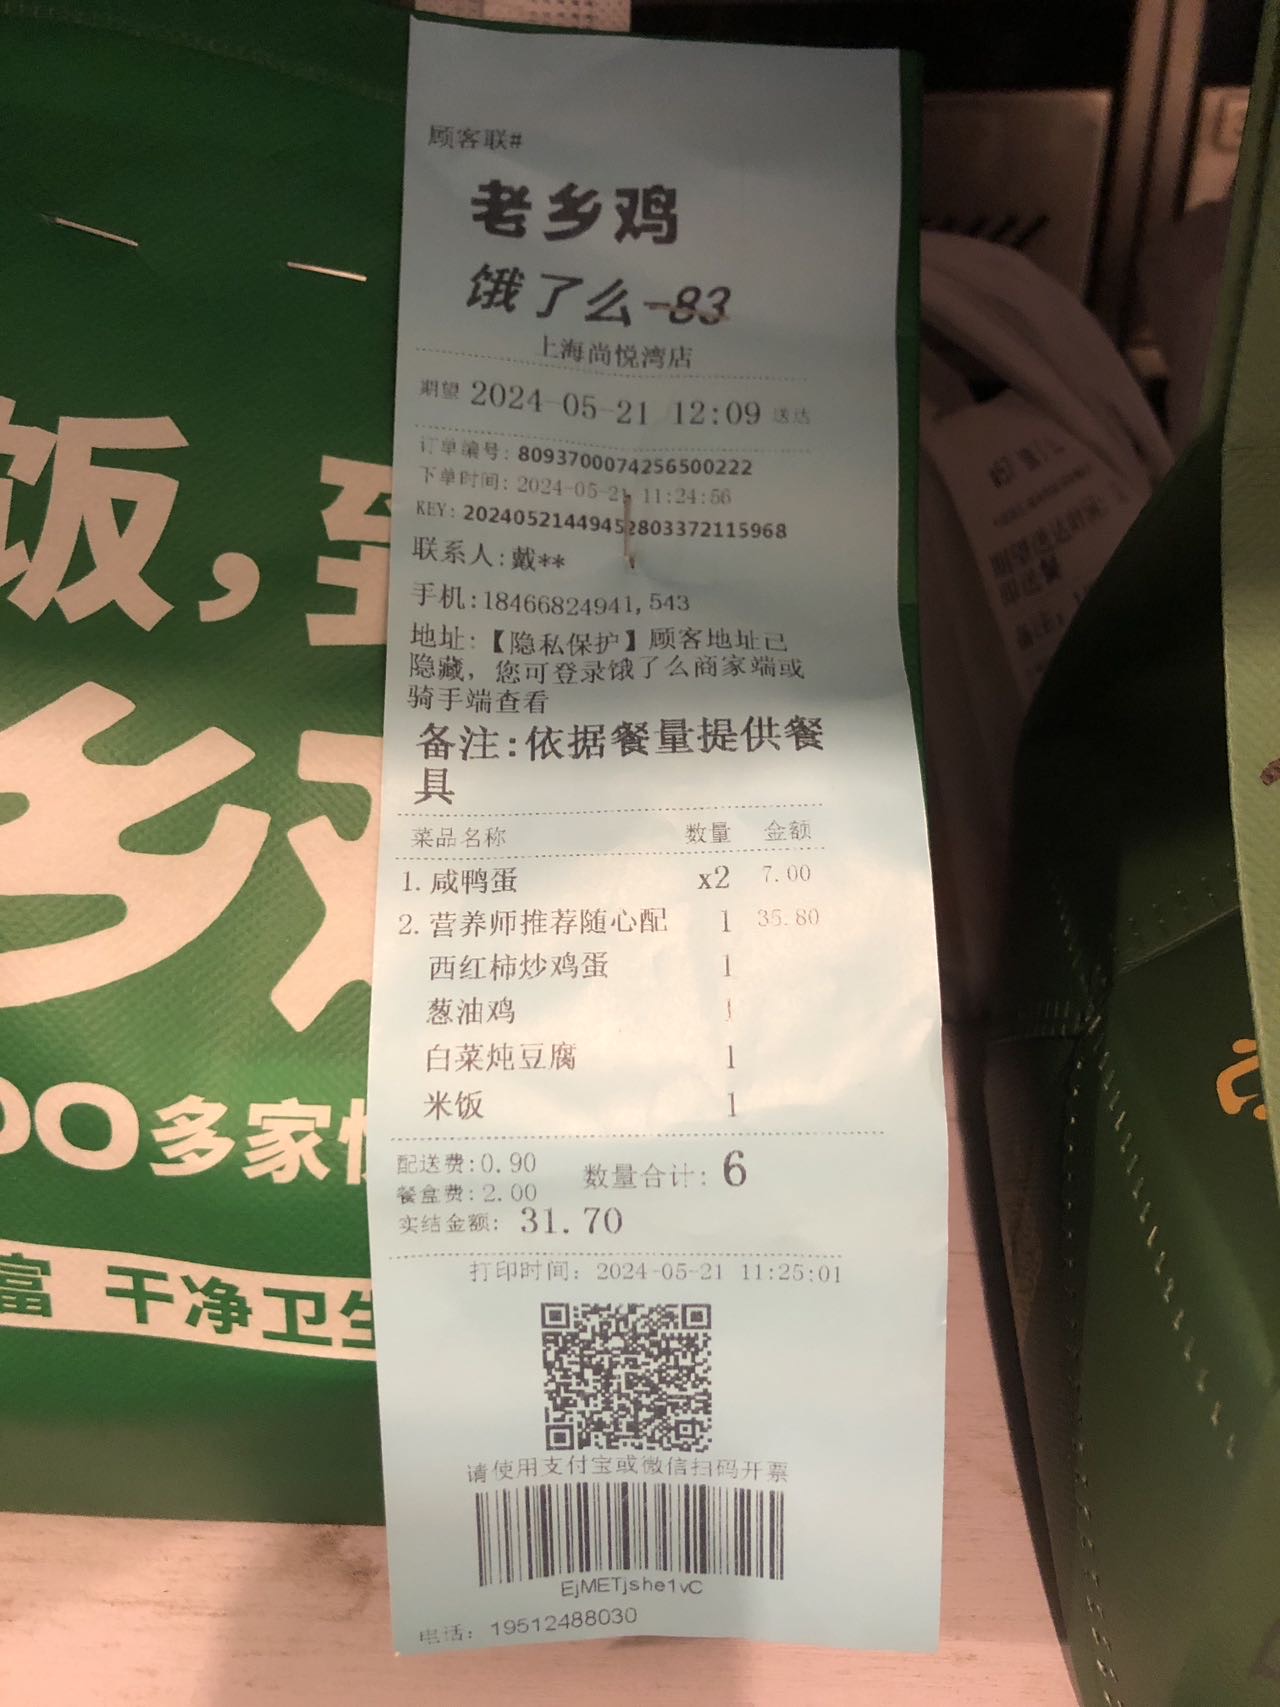 顾客联#
老乡鸡
饿了么-83
上海尚悦湾店
期望 2024-05-21 12:09 送达
订单编号: 8093700074256500222
下单时间: 2024-05-21 11:24:56
KEY: 20240521449452803372115968
联系人:戴**
手机:18466824941,543
地址:【隐私保护】顾客地址已
隐藏, 您可登录饿了么商家端或
骑手端查看
备注:依据餐量提供餐
具
菜品名称 数量 金额
1. 咸鸭蛋 x2 7.00
2. 营养师推荐随心配 1 35.80
西红柿炒鸡蛋 1
葱油鸡 1
白菜炖豆腐 1
米饭 1
配送费:0.90 数量合计: 6
餐盒费:2.00
实结金额: 31.70
打印时间: 2024-05-21 11:25:01
请使用支付宝或微信扫码开票
EjMETjshe1vC
电话: 19512488030
饭,
乡
00多家
富 干净卫生